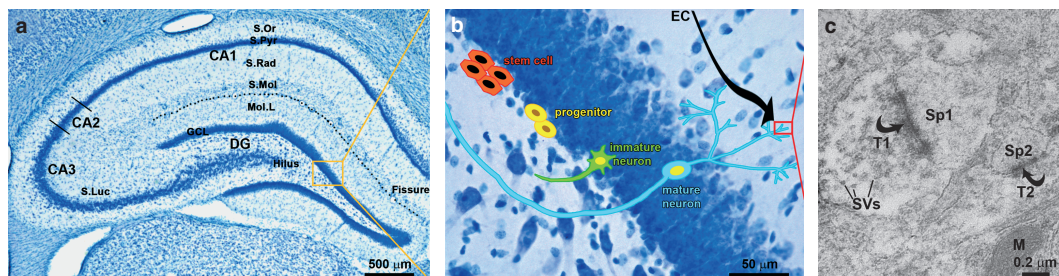 a
S.Or
S.Pyr
CA1
S.Rad
S.Mol
Mol.L
CA2
GCL
DG
CA3
Hilus
S.Luc
Fissure
500 µm
b
EC
stem cell
progenitor
immature
neuron
mature
neuron
50 µm
c
Sp1
T1
Sp2
T2
SVs
M
0.2 µm